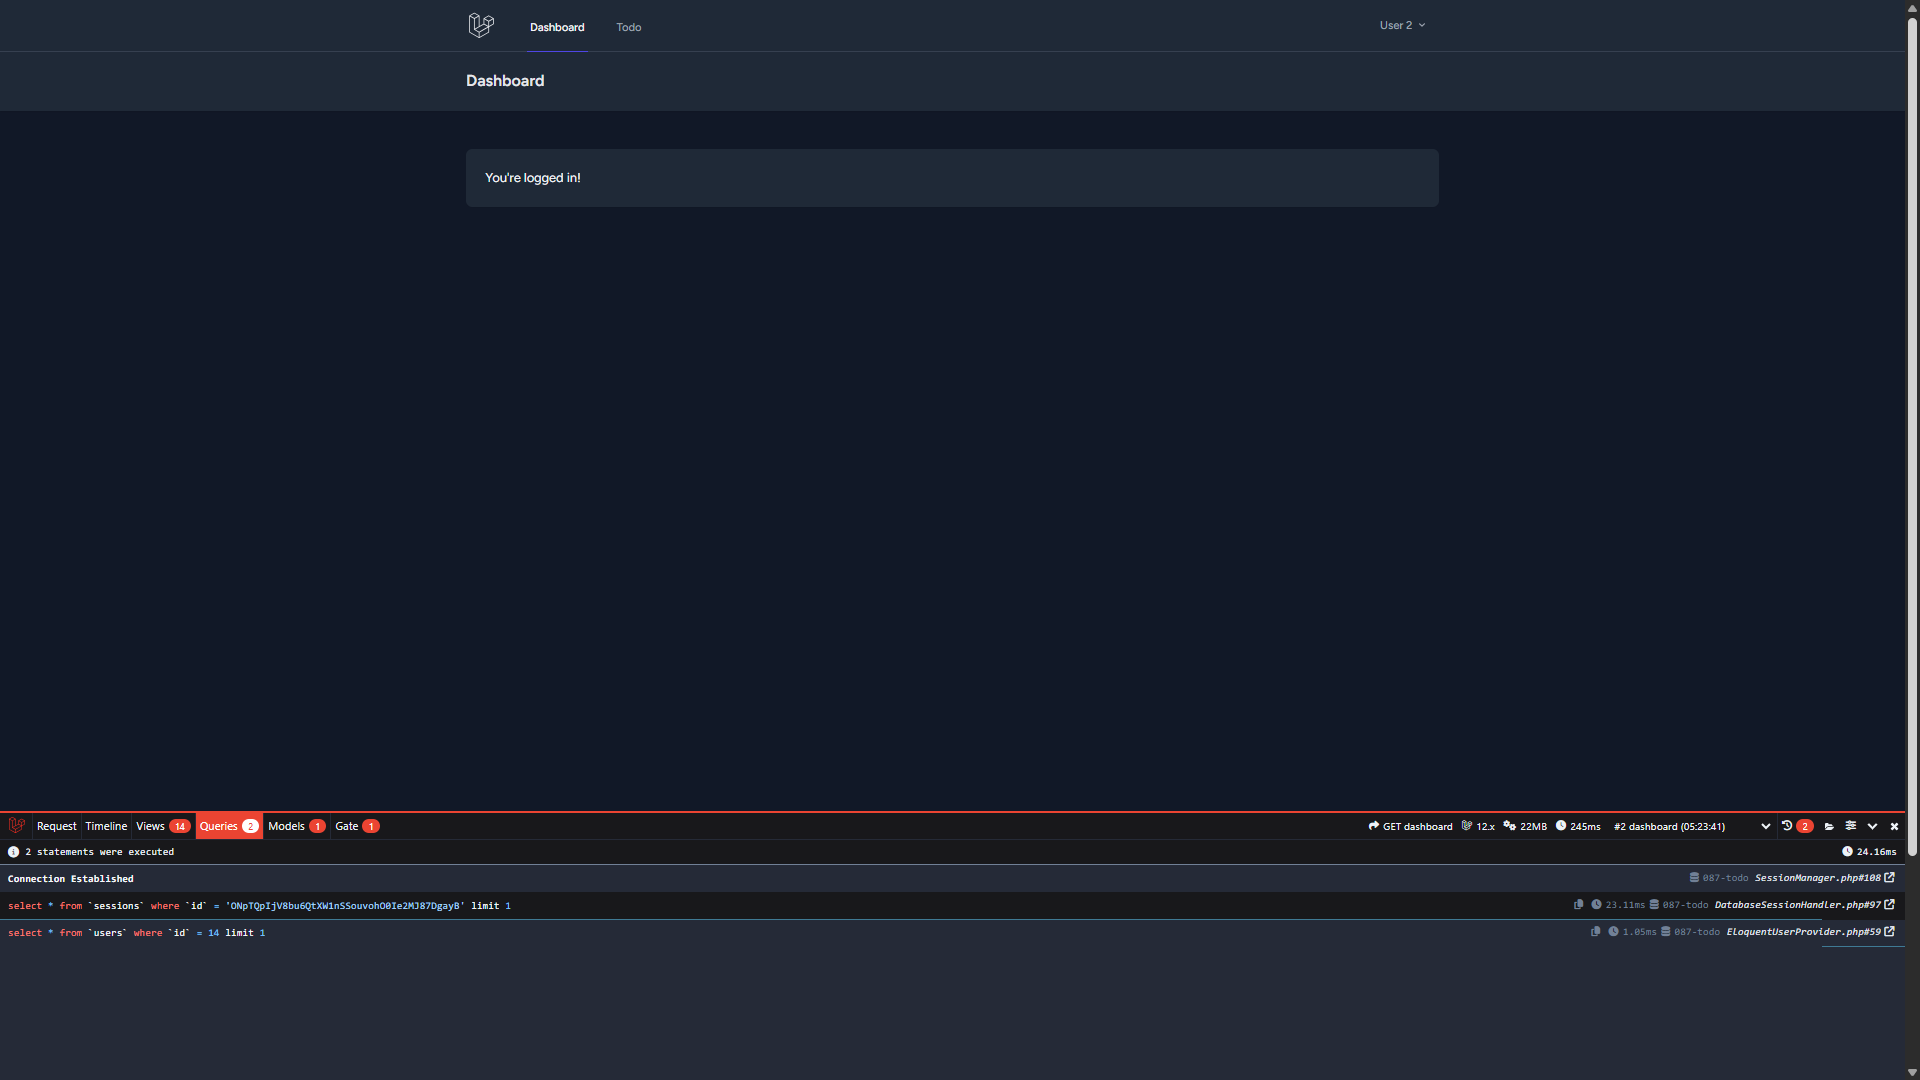 Dashboard Todo User 2
Dashboard
You're logged in!
Request Timeline Views 14 Queries 2 Models 1 Gate 1 GET dashboard 12.x 22MB 245ms #2 dashboard (05:23:41) 2
2 statements were executed 24.16ms
Connection Established 087-todo SessionManager.php#108
select * from `sessions` where `id` = 'ONpTQpIjV8bu6QtXW1nSSouvohO0Ie2MJ87DgayB' limit 1 23.11ms 087-todo DatabaseSessionHandler.php#97
select * from `users` where `id` = 14 limit 1 1.05ms 087-todo EloquentUserProvider.php#59